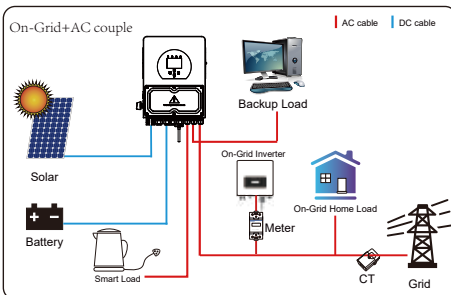 On-Grid+AC couple
AC cable
DC cable
Backup Load
On-Grid Inverter
Solar
On-Grid Home Load
Meter
Battery
Smart Load
CT
Grid